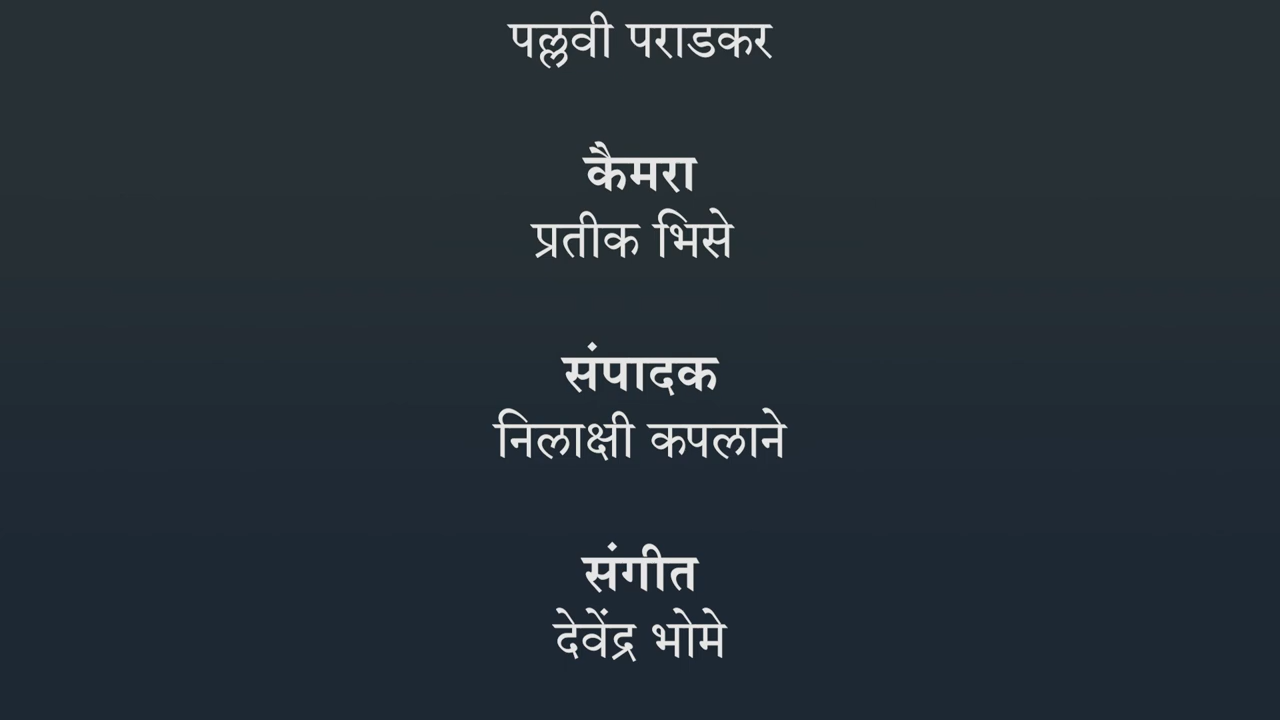 पल्लवी पराडकर
कैमरा
प्रतीक भिसे
संपादक
निलाक्षी कपलाने
संगीत
देवेंद्र भोमे